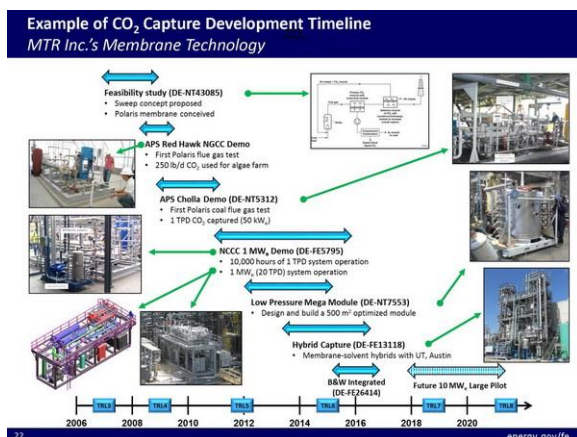 Example of CO₂ Capture Development Timeline
MTR Inc.'s Membrane Technology
Feasibility study (DE-NT43085)
• Sweep concept proposed
• Polaris membrane conceived
APS Red Hawk NGCC Demo
• First Polaris flue gas test
• 250 lb/d CO₂ used for algae farm
APS Cholla Demo (DE-NT5312)
• First Polaris coal flue gas test
• 1 TPD CO₂ captured (50 kWₑ)
NCCC 1 MWₑ Demo (DE-FE5795)
• 10,000 hours of 1 TPD system operation
• 1 MWₑ (20 TPD) system operation
Low Pressure Mega Module (DE-NT7553)
• Design and build a 500 m² optimized module
Hybrid Capture (DE-FE13118)
• Membrane-solvent hybrids with UT, Austin
B&W Integrated
(DE-FE26414)
Future 10 MWₑ Large Pilot
TRL3 TRL4 TRL5 TRL6 TRL7 TRL8
2006 2008 2010 2012 2014 2016 2018 2020
22
energy.gov/fe